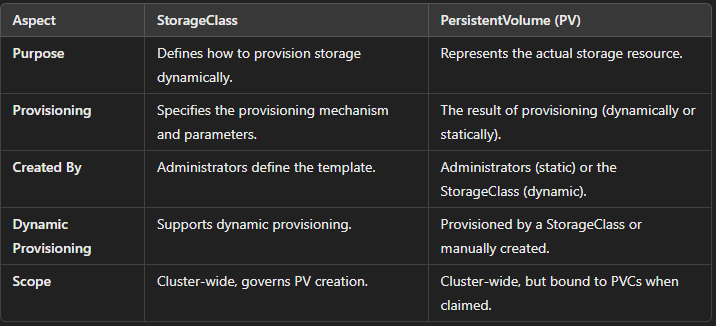 Aspect StorageClass PersistentVolume (PV)
Purpose Defines how to provision storage Represents the actual storage resource.
dynamically.
Provisioning Specifies the provisioning mechanism The result of provisioning (dynamically or
and parameters. statically).
Created By Administrators define the template. Administrators (static) or the
StorageClass (dynamic).
Dynamic Supports dynamic provisioning. Provisioned by a StorageClass or
Provisioning manually created.
Scope Cluster-wide, governs PV creation. Cluster-wide, but bound to PVCs when
claimed.